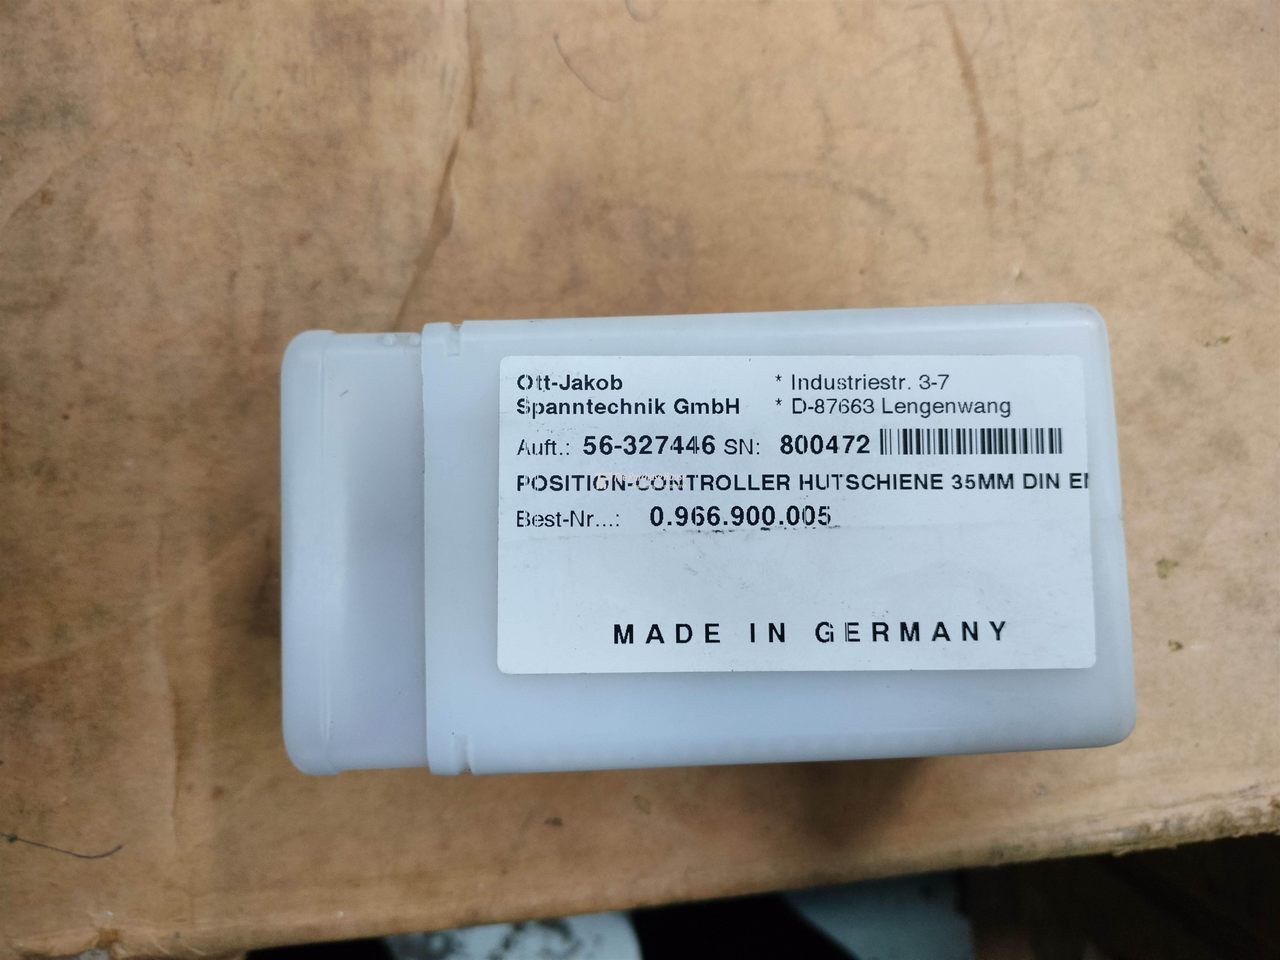 Ott-Jakob * Industriestr. 3-7
Spanntechnik GmbH * D-87663 Lengenwang
Auft.: 56-327446 SN: 800472
POSITION-CONTROLLER HUTSCHIENE 35MM DIN
Best-Nr...: 0.966.900.005
MADE IN GERMANY